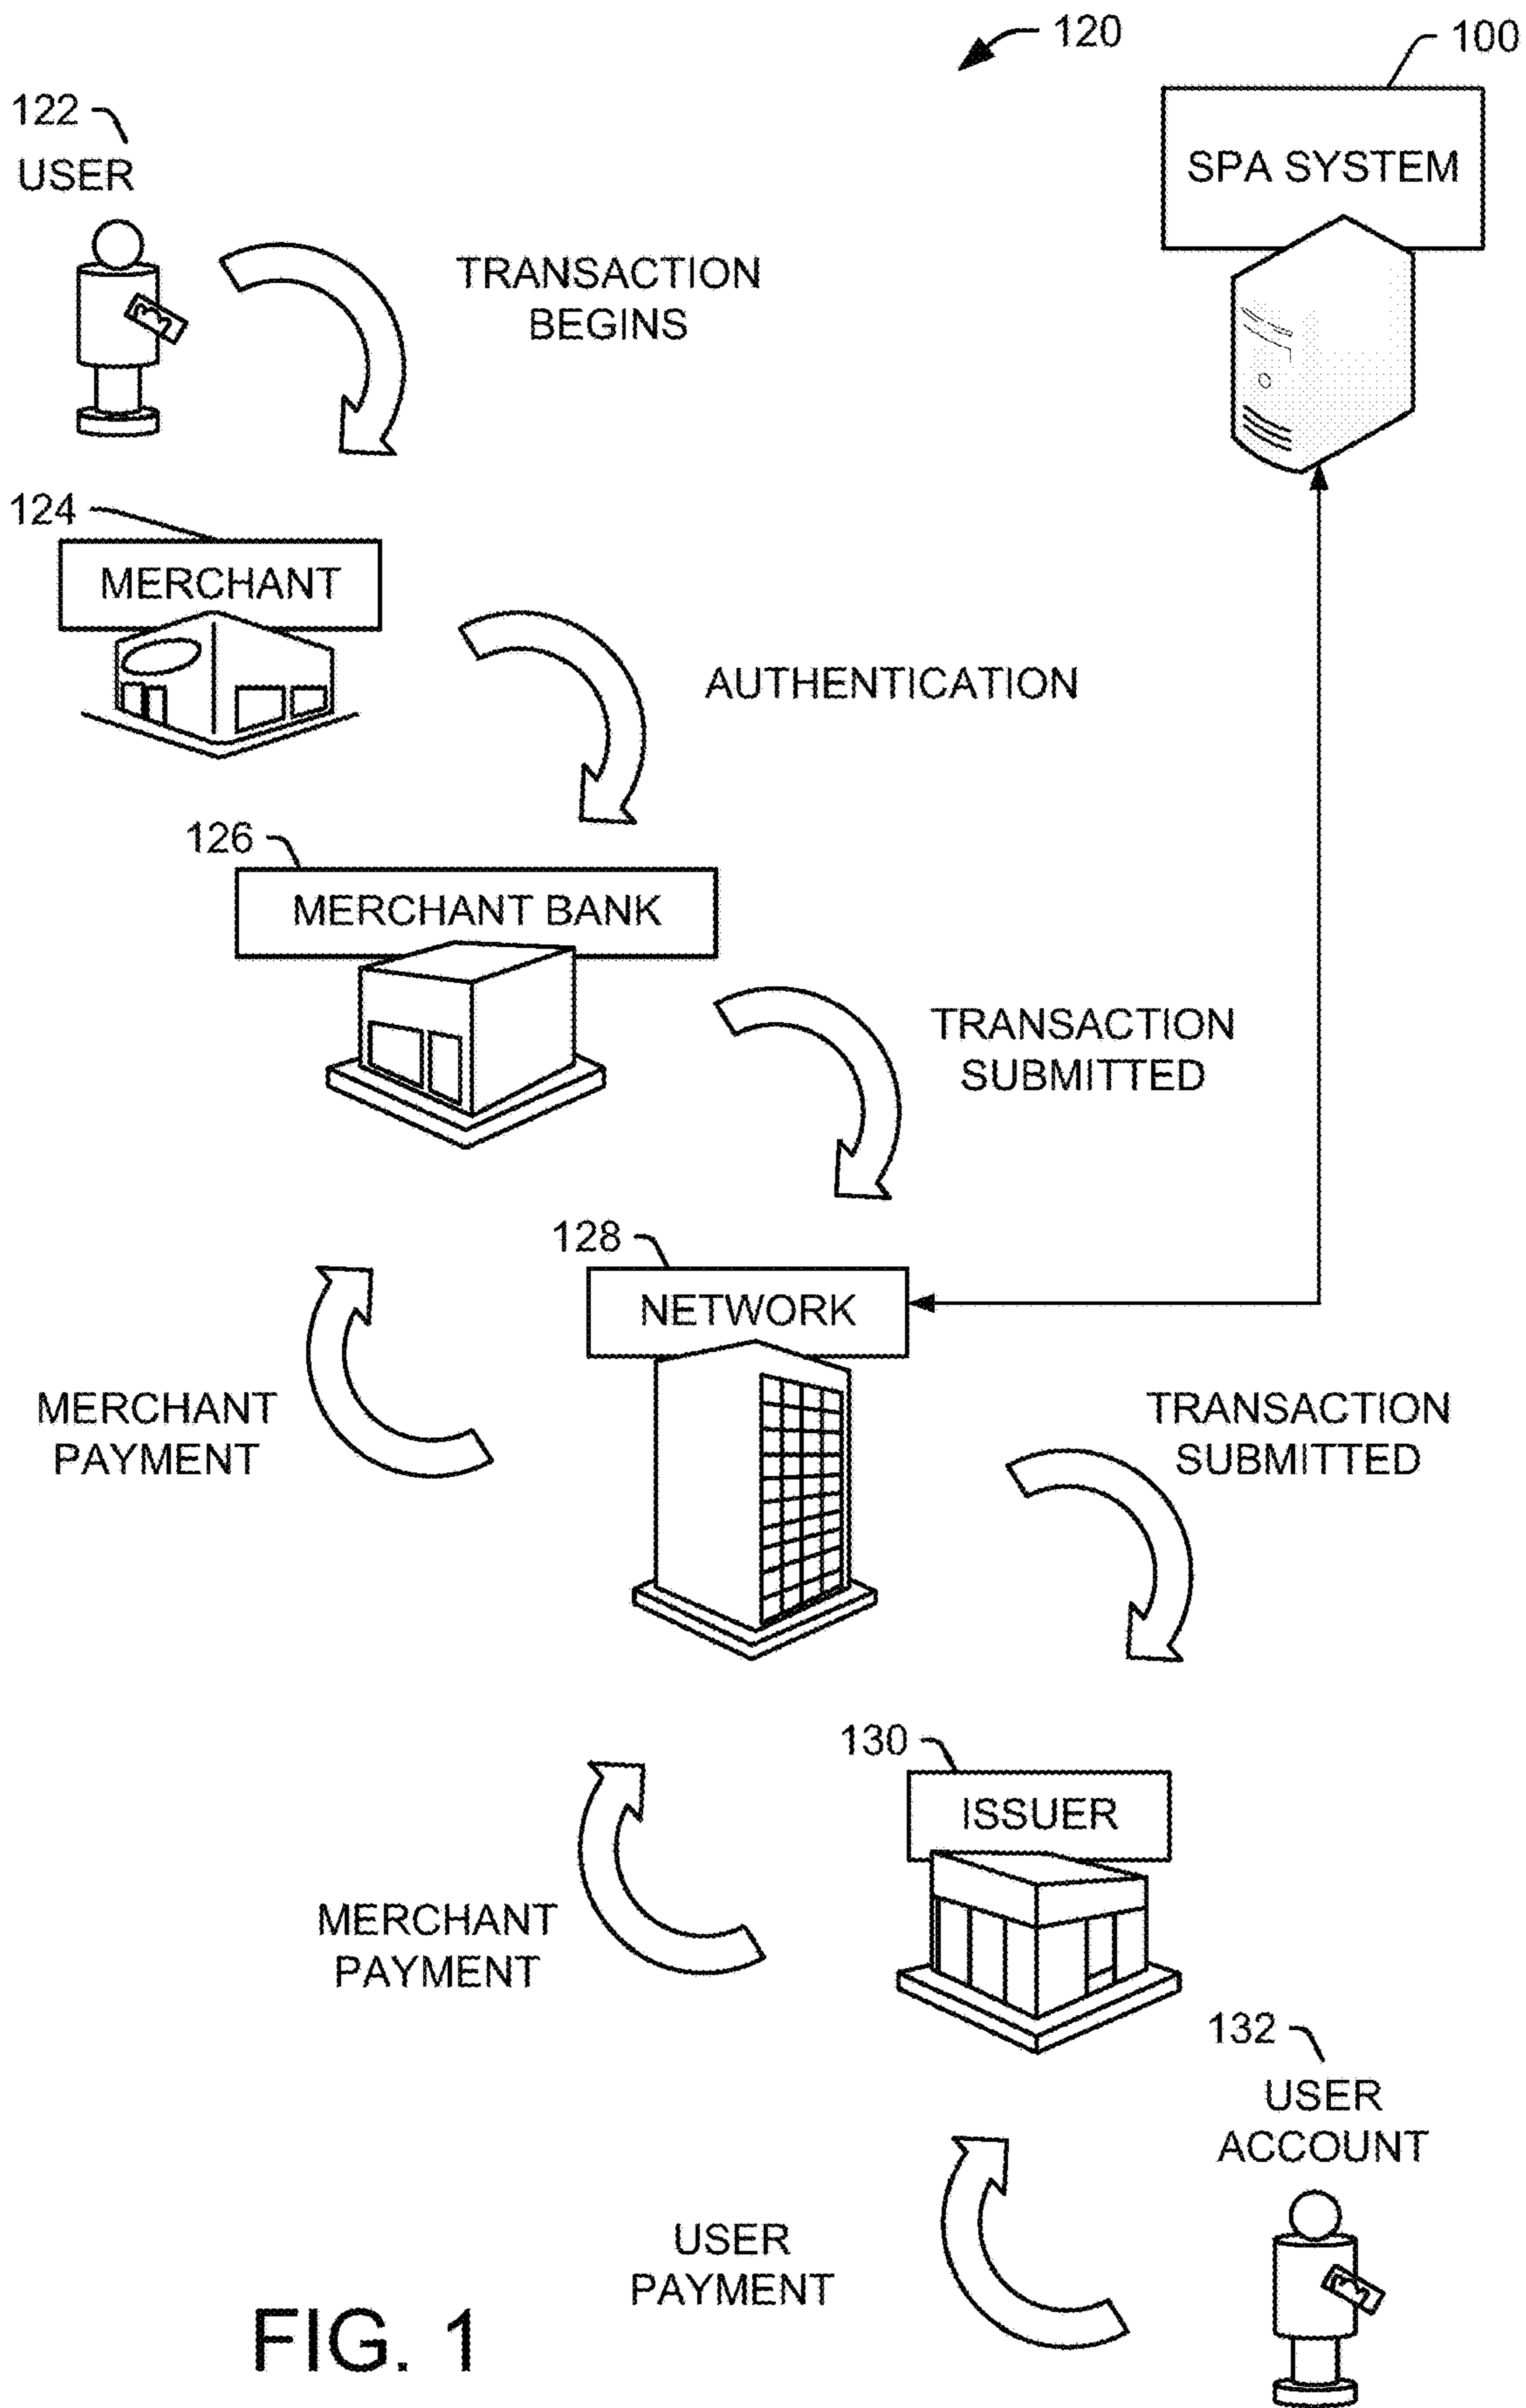 120
100
122
USER
SPA SYSTEM
TRANSACTION
BEGINS
124
MERCHANT
AUTHENTICATION
126
MERCHANT BANK
TRANSACTION
SUBMITTED
128
NETWORK
MERCHANT
PAYMENT
TRANSACTION
SUBMITTED
130
ISSUER
MERCHANT
PAYMENT
132
USER
ACCOUNT
USER
PAYMENT
FIG. 1